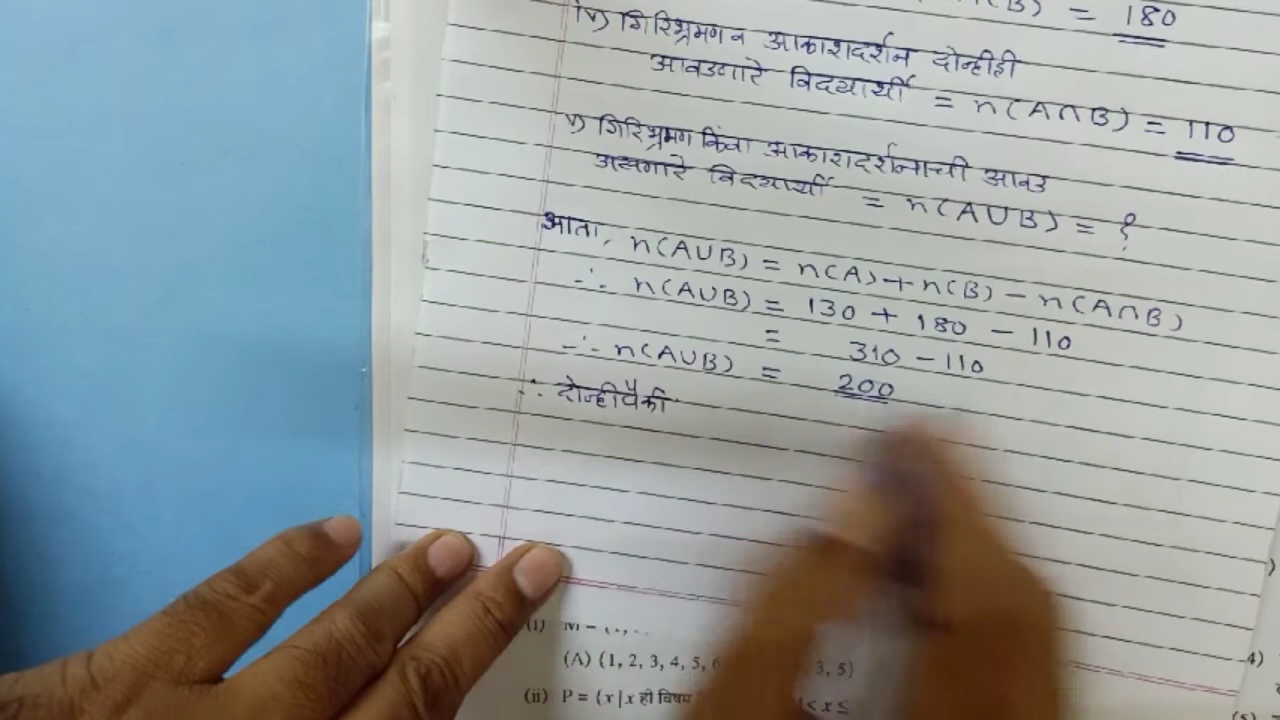 (B) = 180
iv) गिरिभ्रमण व आकाशदर्शन दोन्हीही
आवडणारे विद्यार्थी = n(A∩B) = 110
v) गिरिभ्रमण किंवा आकाशदर्शनाची आवड
असणारे विद्यार्थी = n(A∪B) = ?
आता, n(A∪B) = n(A) + n(B) - n(A∩B)
∴ n(A∪B) = 130 + 180 - 110
= 310 - 110
∴ n(A∪B) = 200
∴ दोन्हीपैकी
(i) M =
(A) {1, 2, 3, 4, 5, 3, 5}
(ii) P = {x | x ही विषम < x ≤
4)